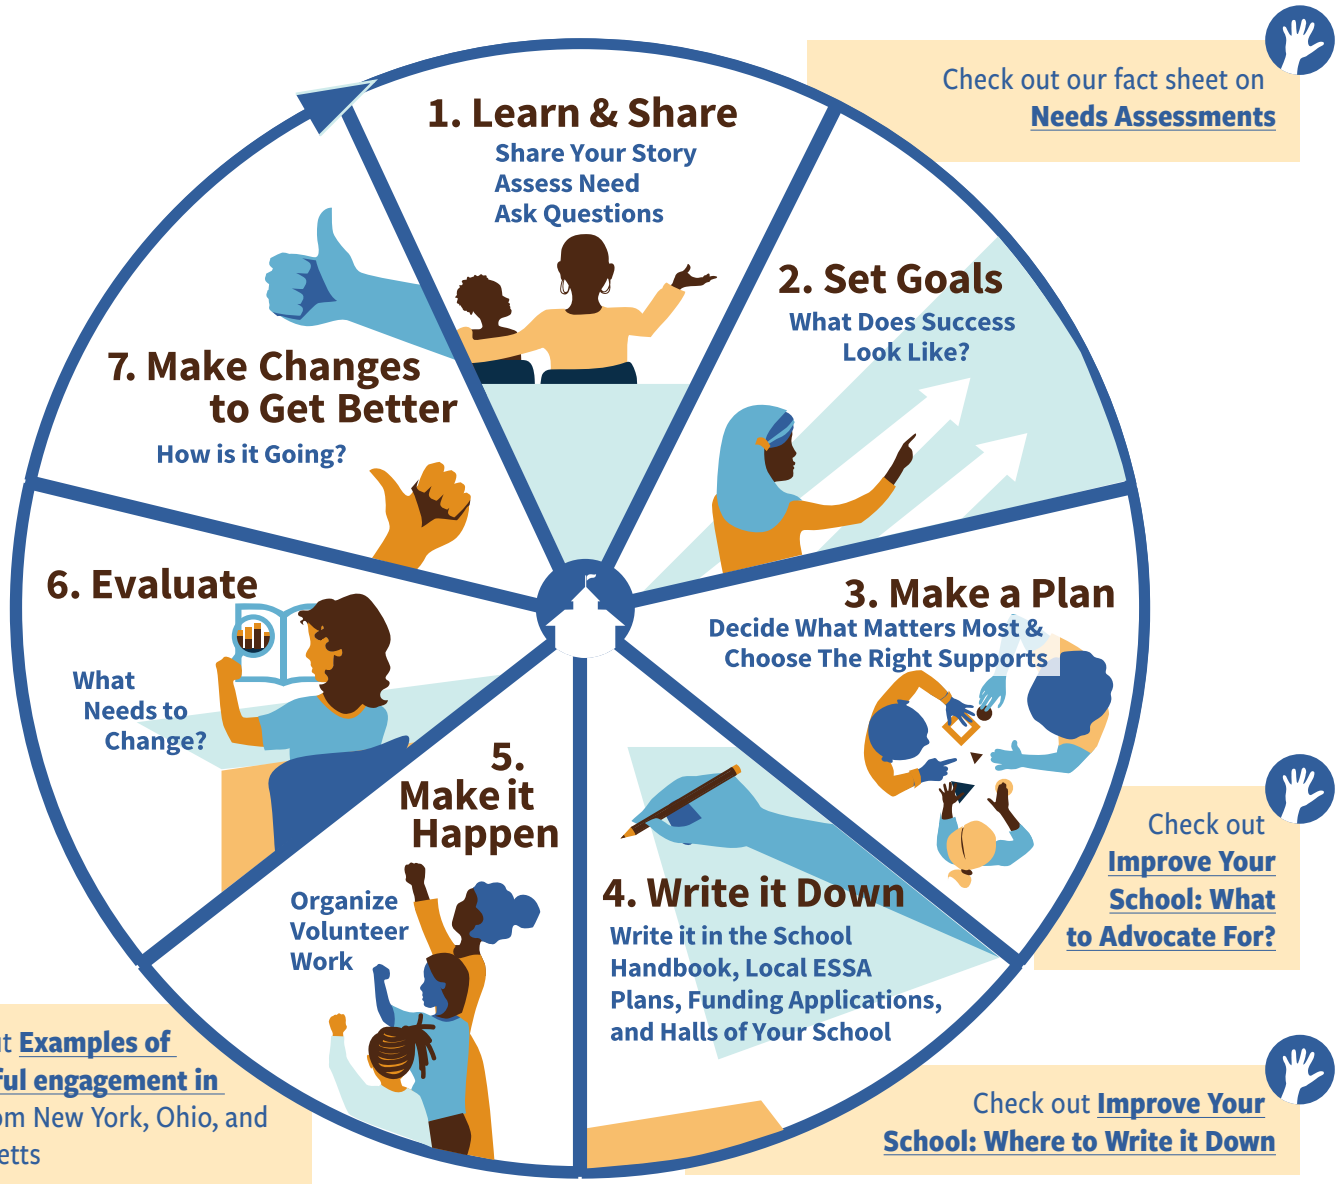 Check out our fact sheet on
Needs Assessments
1. Learn & Share
Share Your Story
Assess Need
Ask Questions
2. Set Goals
What Does Success
Look Like?
3. Make a Plan
Decide What Matters Most &
Choose The Right Supports
Check out
Improve Your
School: What
to Advocate For?
4. Write it Down
Write it in the School
Handbook, Local ESSA
Plans, Funding Applications,
and Halls of Your School
Check out Improve Your
School: Where to Write it Down
5.
Make it
Happen
Organize
Volunteer
Work
Examples of
engagement in
New York, Ohio, and
6. Evaluate
What
Needs to
Change?
7. Make Changes
to Get Better
How is it Going?